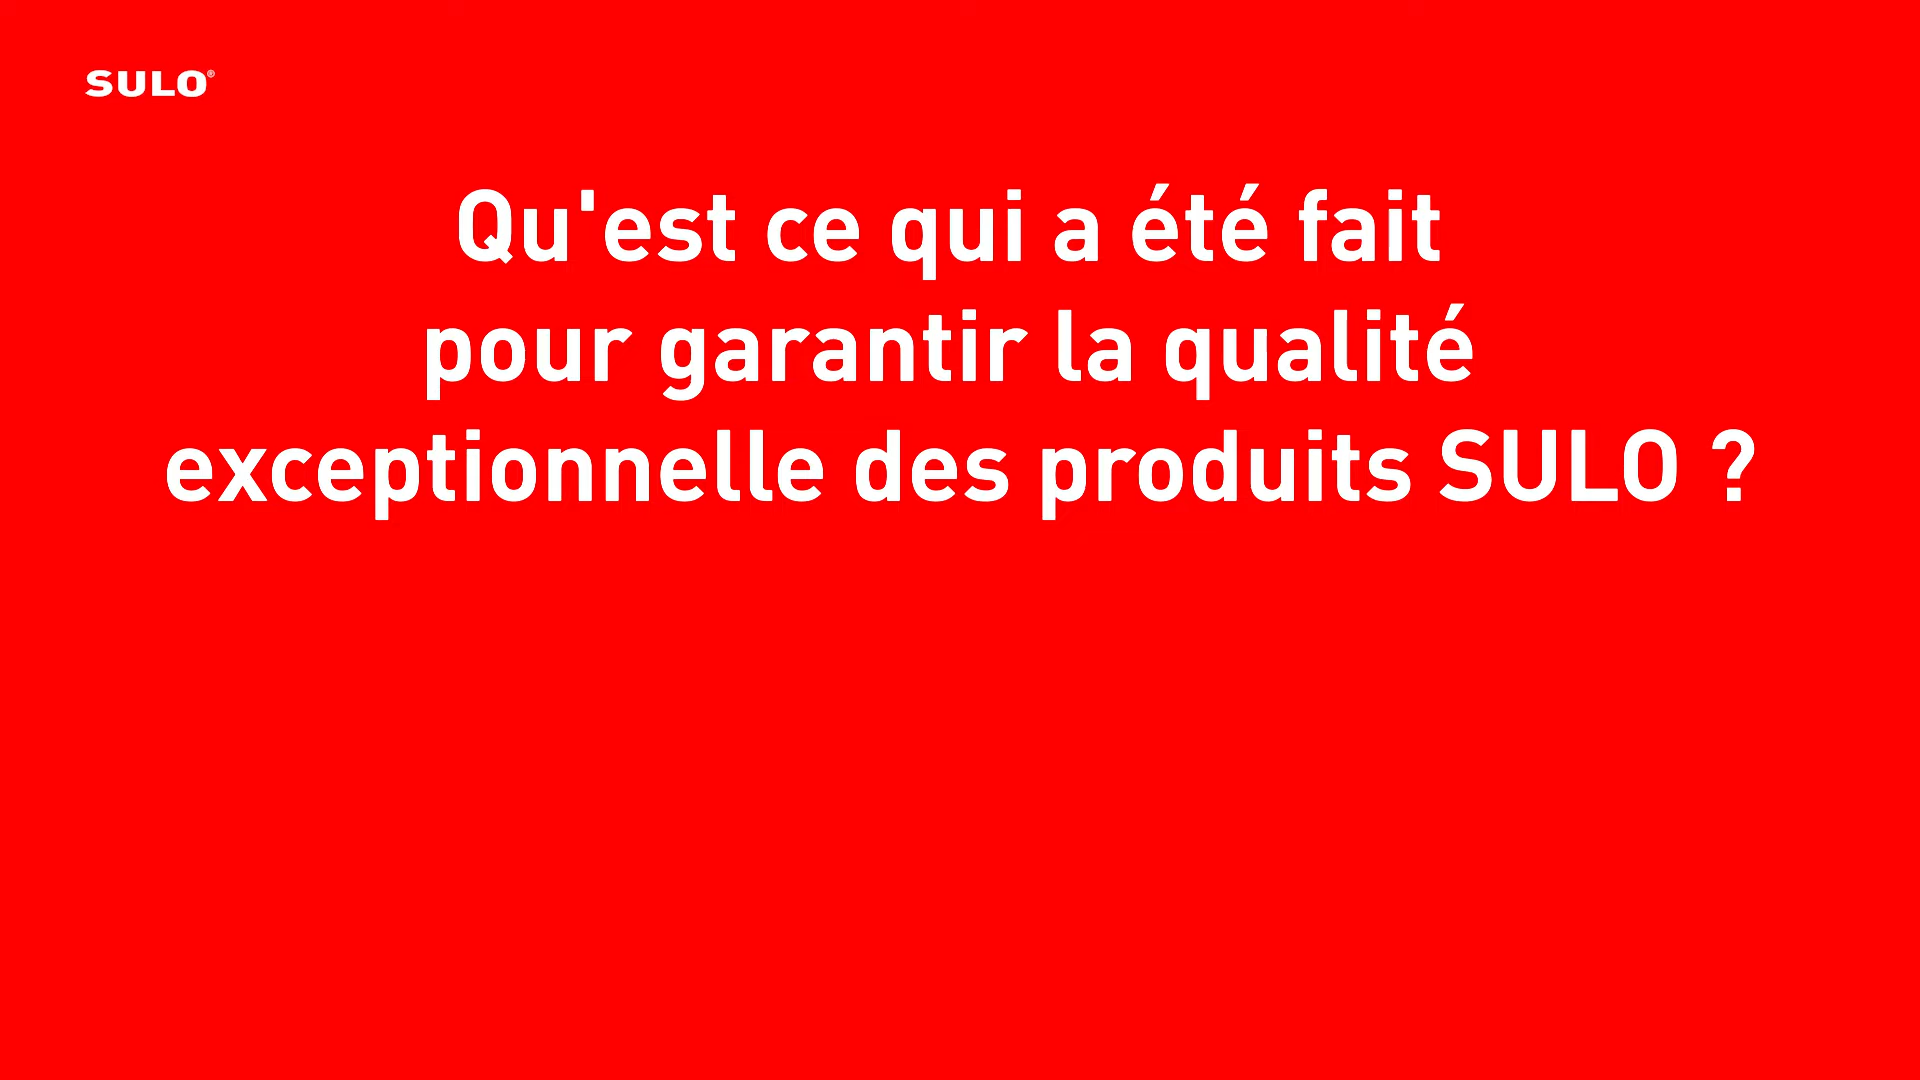 SULO®
Qu'est ce qui a été fait
pour garantir la qualité
exceptionnelle des produits SULO ?